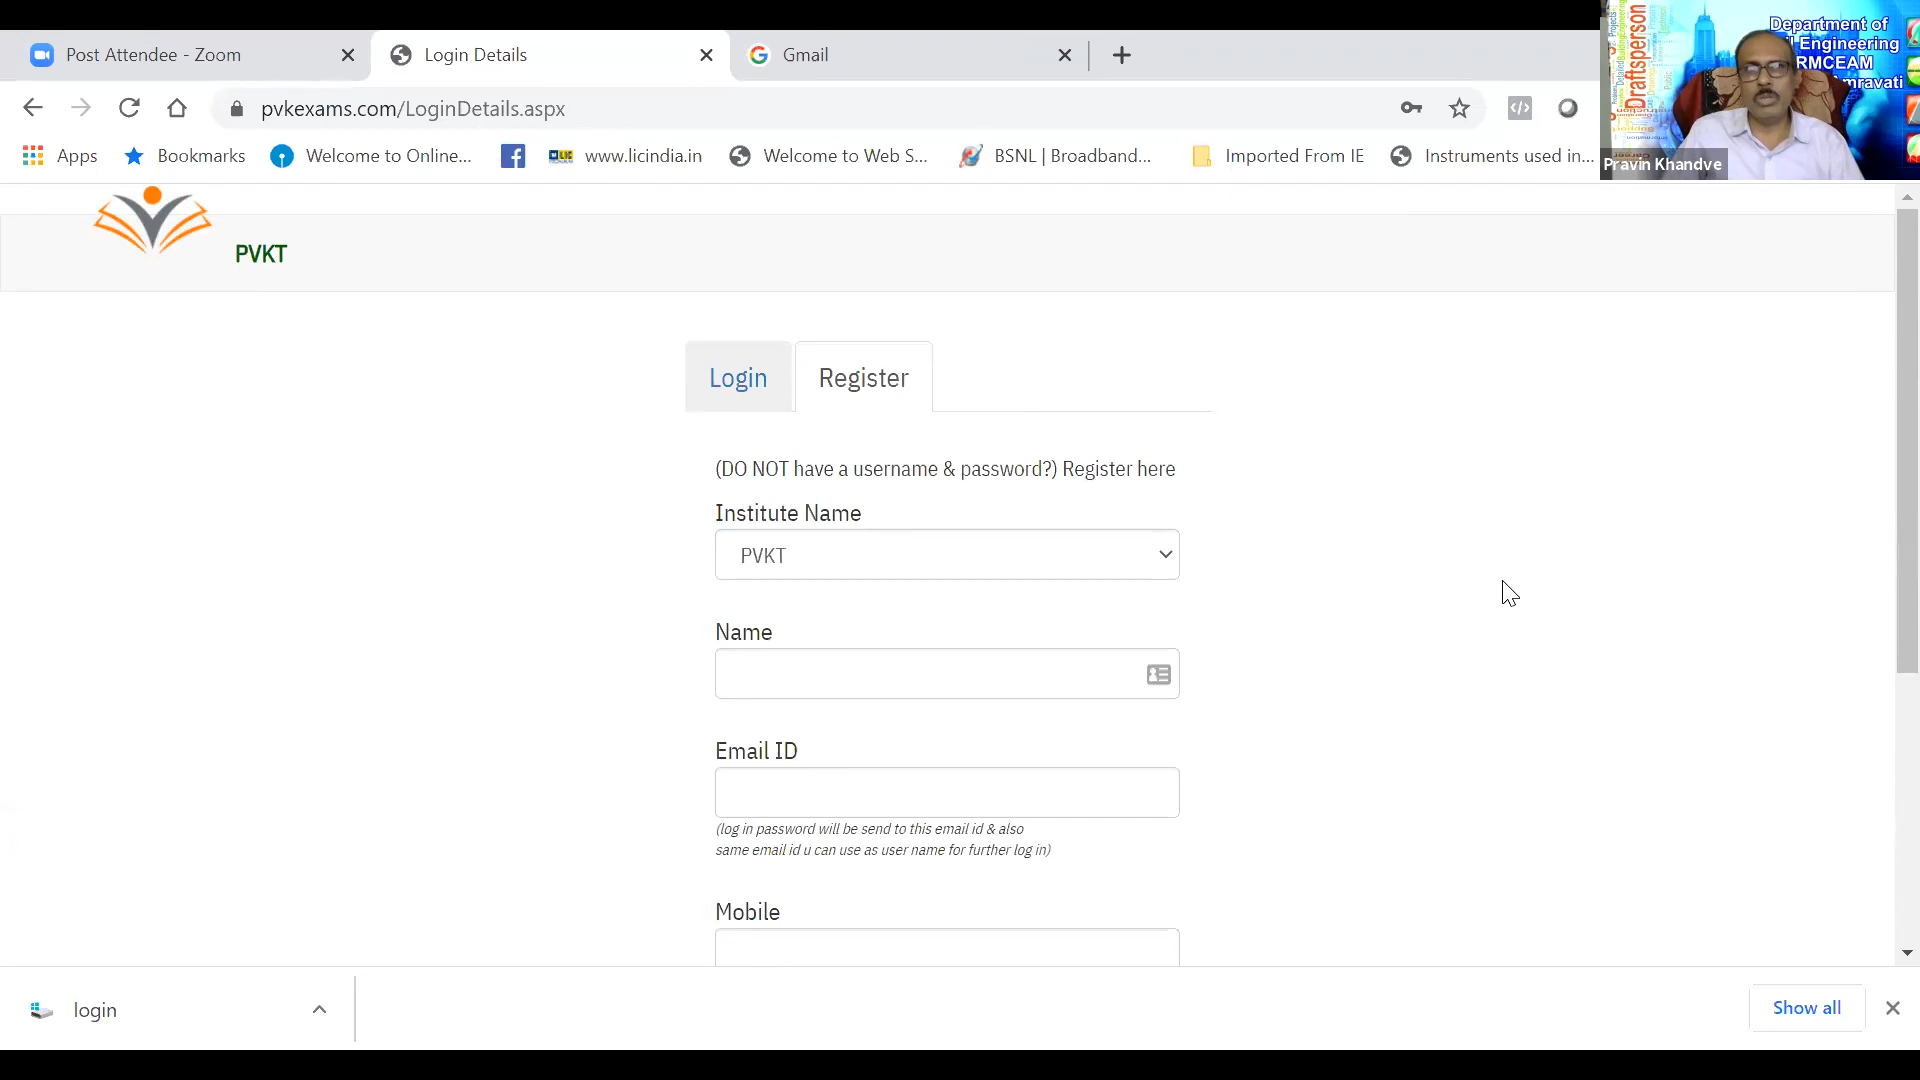 Post Attendee - Zoom
Login Details
Gmail
pvkexams.com/LoginDetails.aspx
Apps
Bookmarks
Welcome to Online...
www.licindia.in
Welcome to Web S...
BSNL | Broadband...
Imported From IE
Instruments used in...
Draftsperson
Department of
il Engineering
RMCEAM
mravati
Pravin Khandve
PVKT
Login
Register
(DO NOT have a username & password?) Register here
Institute Name
PVKT
Name
Email ID
(log in password will be send to this email id & also
same email id u can use as user name for further log in)
Mobile
login
Show all